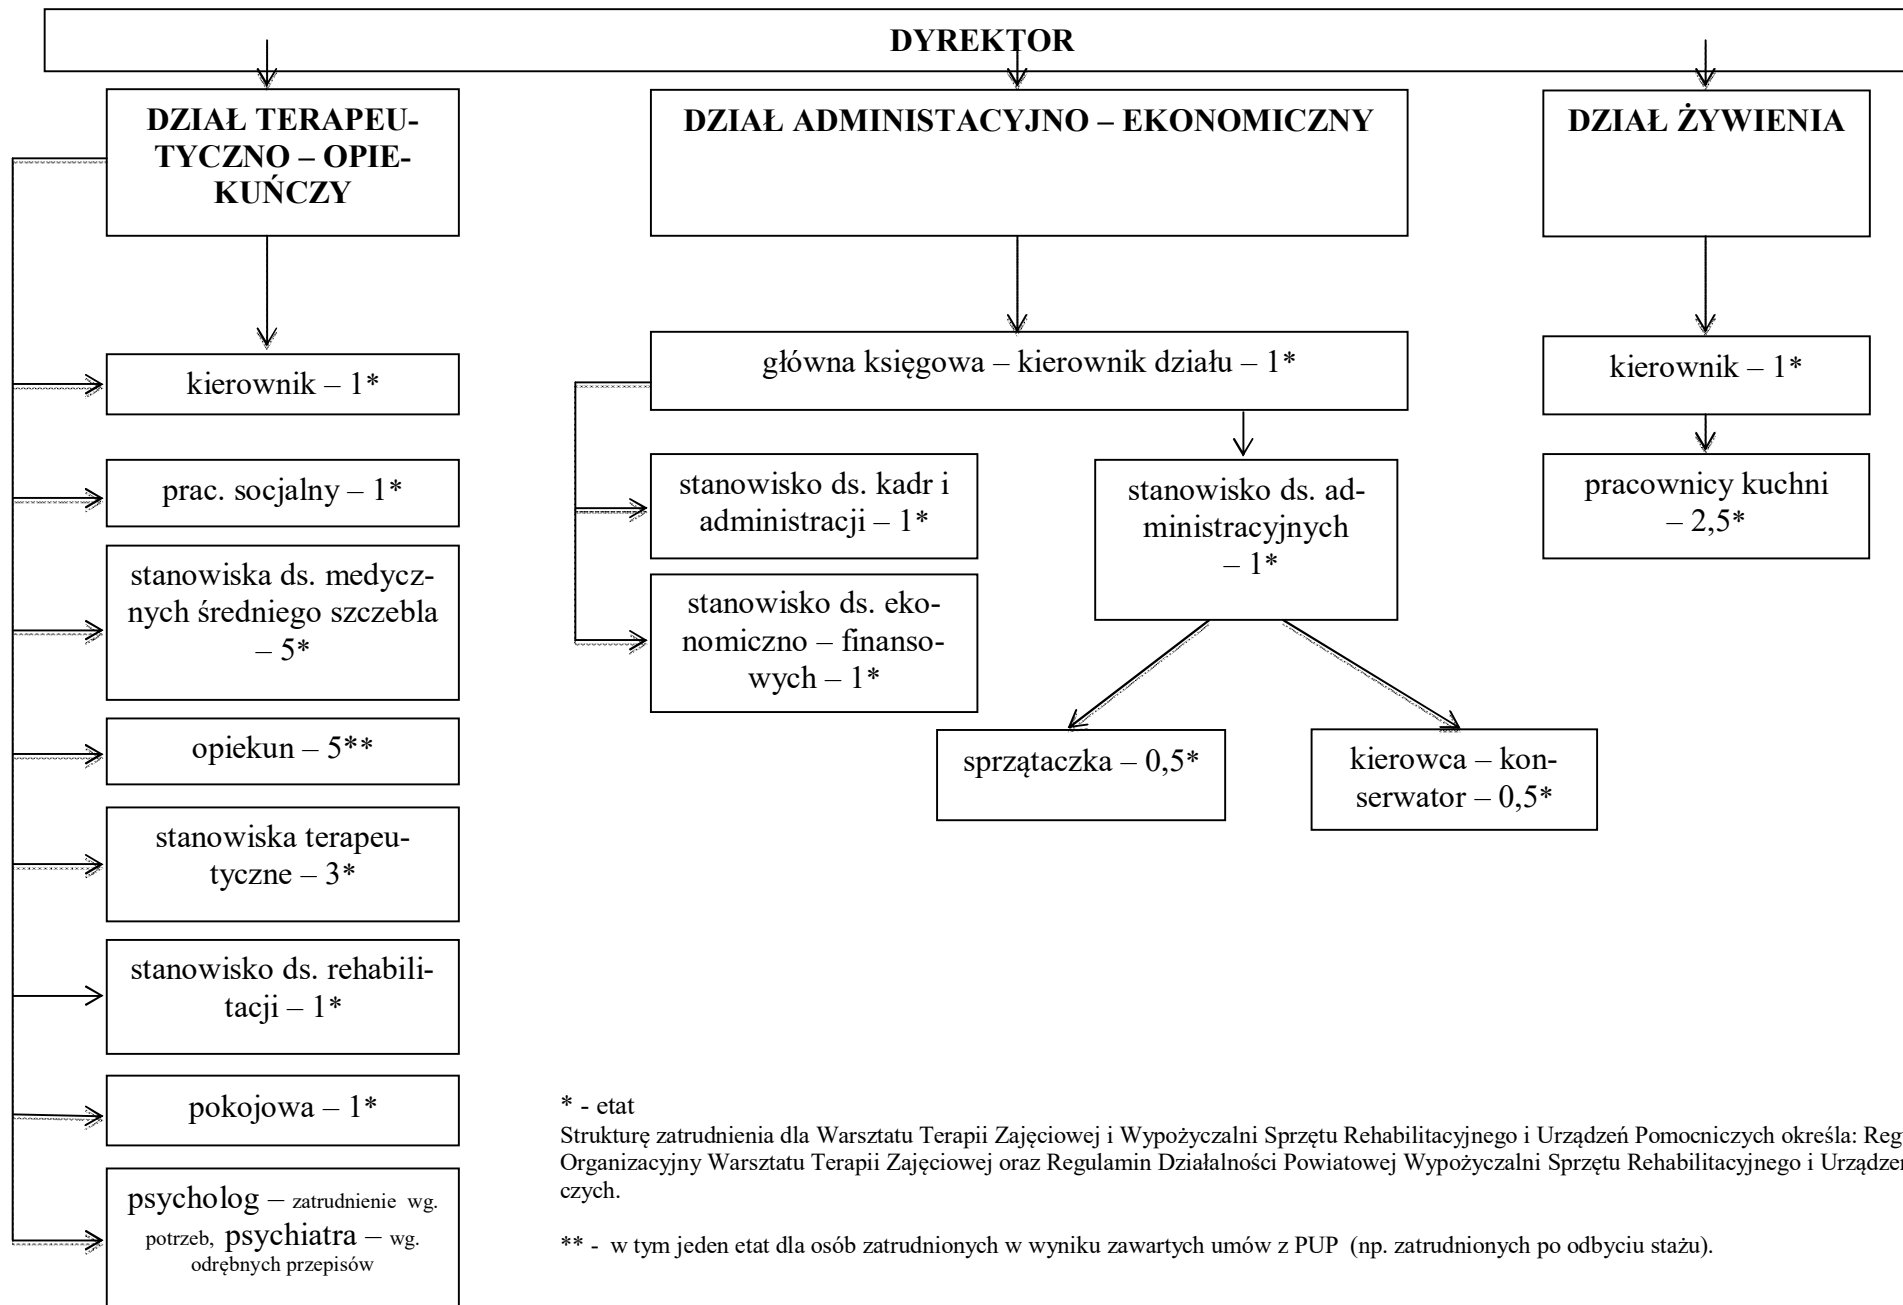 DYREKTOR
DZIAŁ TERAPEU-
TYCZNO – OPIE-
KUŃCZY
DZIAŁ ADMINISTACYJNO – EKONOMICZNY
DZIAŁ ŻYWIENIA
kierownik – 1*
prac. socjalny – 1*
stanowiska ds. medycz-
nych średniego szczebla
– 5*
opiekun – 5**
stanowiska terapeu-
tyczne – 3*
stanowisko ds. rehabili-
tacji – 1*
pokojowa – 1*
psycholog – zatrudnienie wg.
potrzeb, psychiatra – wg.
odrębnych przepisów
główna księgowa – kierownik działu – 1*
stanowisko ds. kadr i
administracji – 1*
stanowisko ds. eko-
nomiczno – finanso-
wych – 1*
stanowisko ds. ad-
ministracyjnych
– 1*
sprzątaczka – 0,5*
kierowca – kon-
serwator – 0,5*
kierownik – 1*
pracownicy kuchni
– 2,5*
* - etat
Strukturę zatrudnienia dla Warsztatu Terapii Zajęciowej i Wypożyczalni Sprzętu Rehabilitacyjnego i Urządzeń Pomocniczych określa: Reg
Organizacyjny Warsztatu Terapii Zajęciowej oraz Regulamin Działalności Powiatowej Wypożyczalni Sprzętu Rehabilitacyjnego i Urządze
czych.
** - w tym jeden etat dla osób zatrudnionych w wyniku zawartych umów z PUP (np. zatrudnionych po odbyciu stażu).